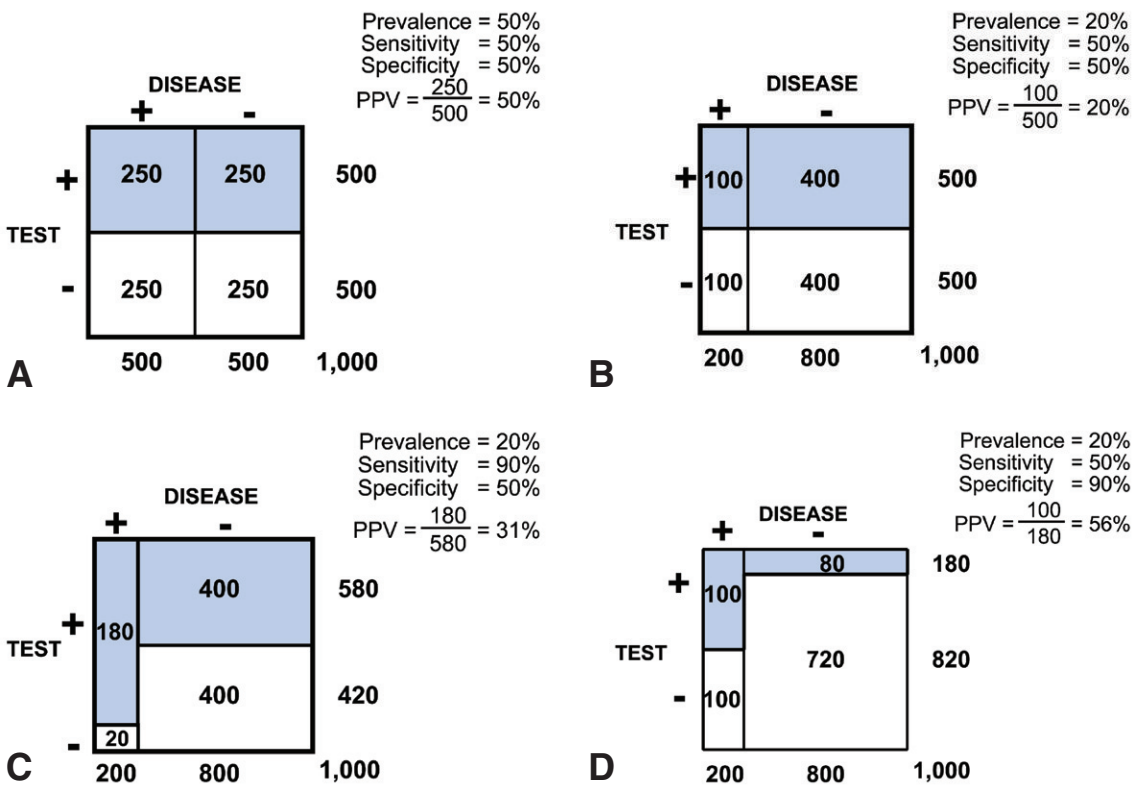 Prevalence = 50%
Sensitivity = 50%
Specificity = 50%
PPV = 250/500 = 50%
DISEASE
+ -
+ 250 250 500
TEST
- 250 250 500
500 500 1,000
A
Prevalence = 20%
Sensitivity = 50%
Specificity = 50%
PPV = 100/500 = 20%
DISEASE
+ -
+ 100 400 500
TEST
- 100 400 500
200 800 1,000
B
Prevalence = 20%
Sensitivity = 90%
Specificity = 50%
PPV = 180/580 = 31%
DISEASE
+ -
400 580
+ 180
TEST
400 420
- 20
200 800 1,000
C
Prevalence = 20%
Sensitivity = 50%
Specificity = 90%
PPV = 100/180 = 56%
DISEASE
+ -
80 180
+ 100
TEST 720 820
- 100
200 800 1,000
D